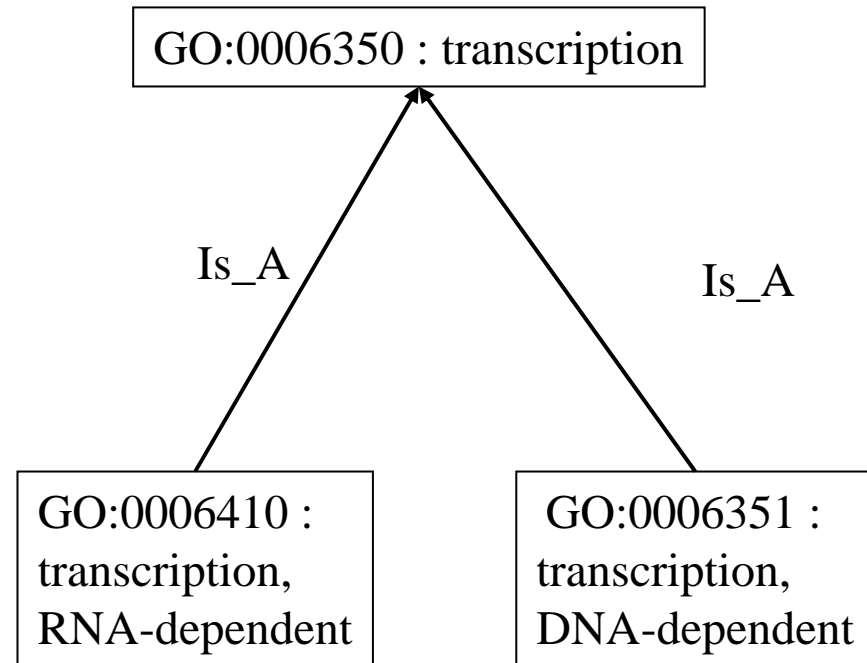 GO:0006350 : transcription
Is_A
Is_A
GO:0006410 :
transcription,
RNA-dependent
GO:0006351 :
transcription,
DNA-dependent